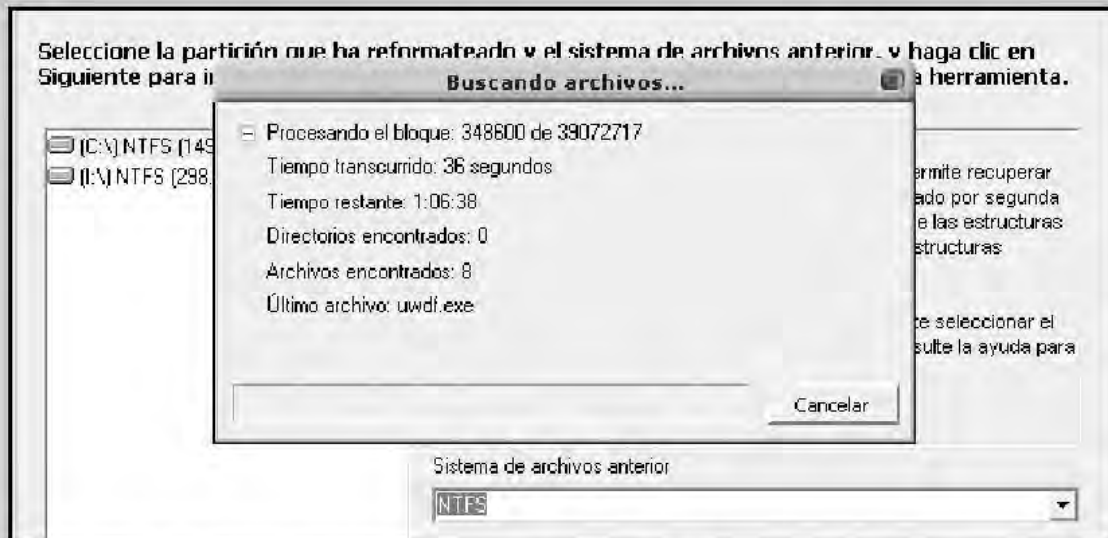 Seleccione la partición que ha reformateado y el sistema de archivos anterior, y haga clic en
Siguiente para a herramienta.
Buscando archivos...
Procesando el bloque: 348600 de 39072717
Tiempo transcurrido: 36 segundos
Tiempo restante: 1:06:38
Directorios encontrados: 0
Archivos encontrados: 8
Último archivo: uwdf.exe
Cancelar
(C:\) NTFS (149
(I:\) NTFS (298
ermite recuperar
ado por segunda
e las estructuras
structuras
te seleccionar el
sulte la ayuda para
Sistema de archivos anterior
NTFS